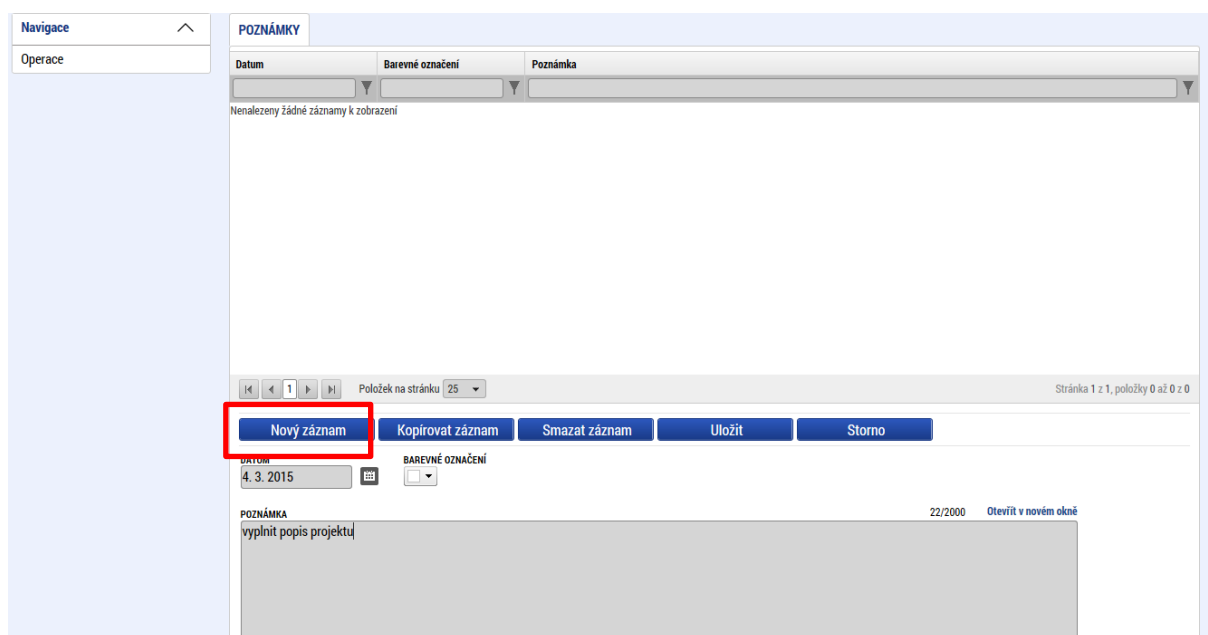 Navigace
POZNÁMKY
Operace
Datum Barevné označení Poznámka
Nenalezeny žádné záznamy k zobrazení
1 Položek na stránku 25 Stránka 1 z 1, položky 0 až 0 z 0
Nový záznam Kopírovat záznam Smazat záznam Uložit Storno
DATUM BAREVNÉ OZNAČENÍ
4. 3. 2015
POZNÁMKA 22/2000 Otevřít v novém okně
vyplnit popis projektu